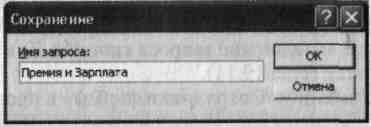 Сохранение
Имя запроса:
Премия и Зарплата
ОК
Отмена